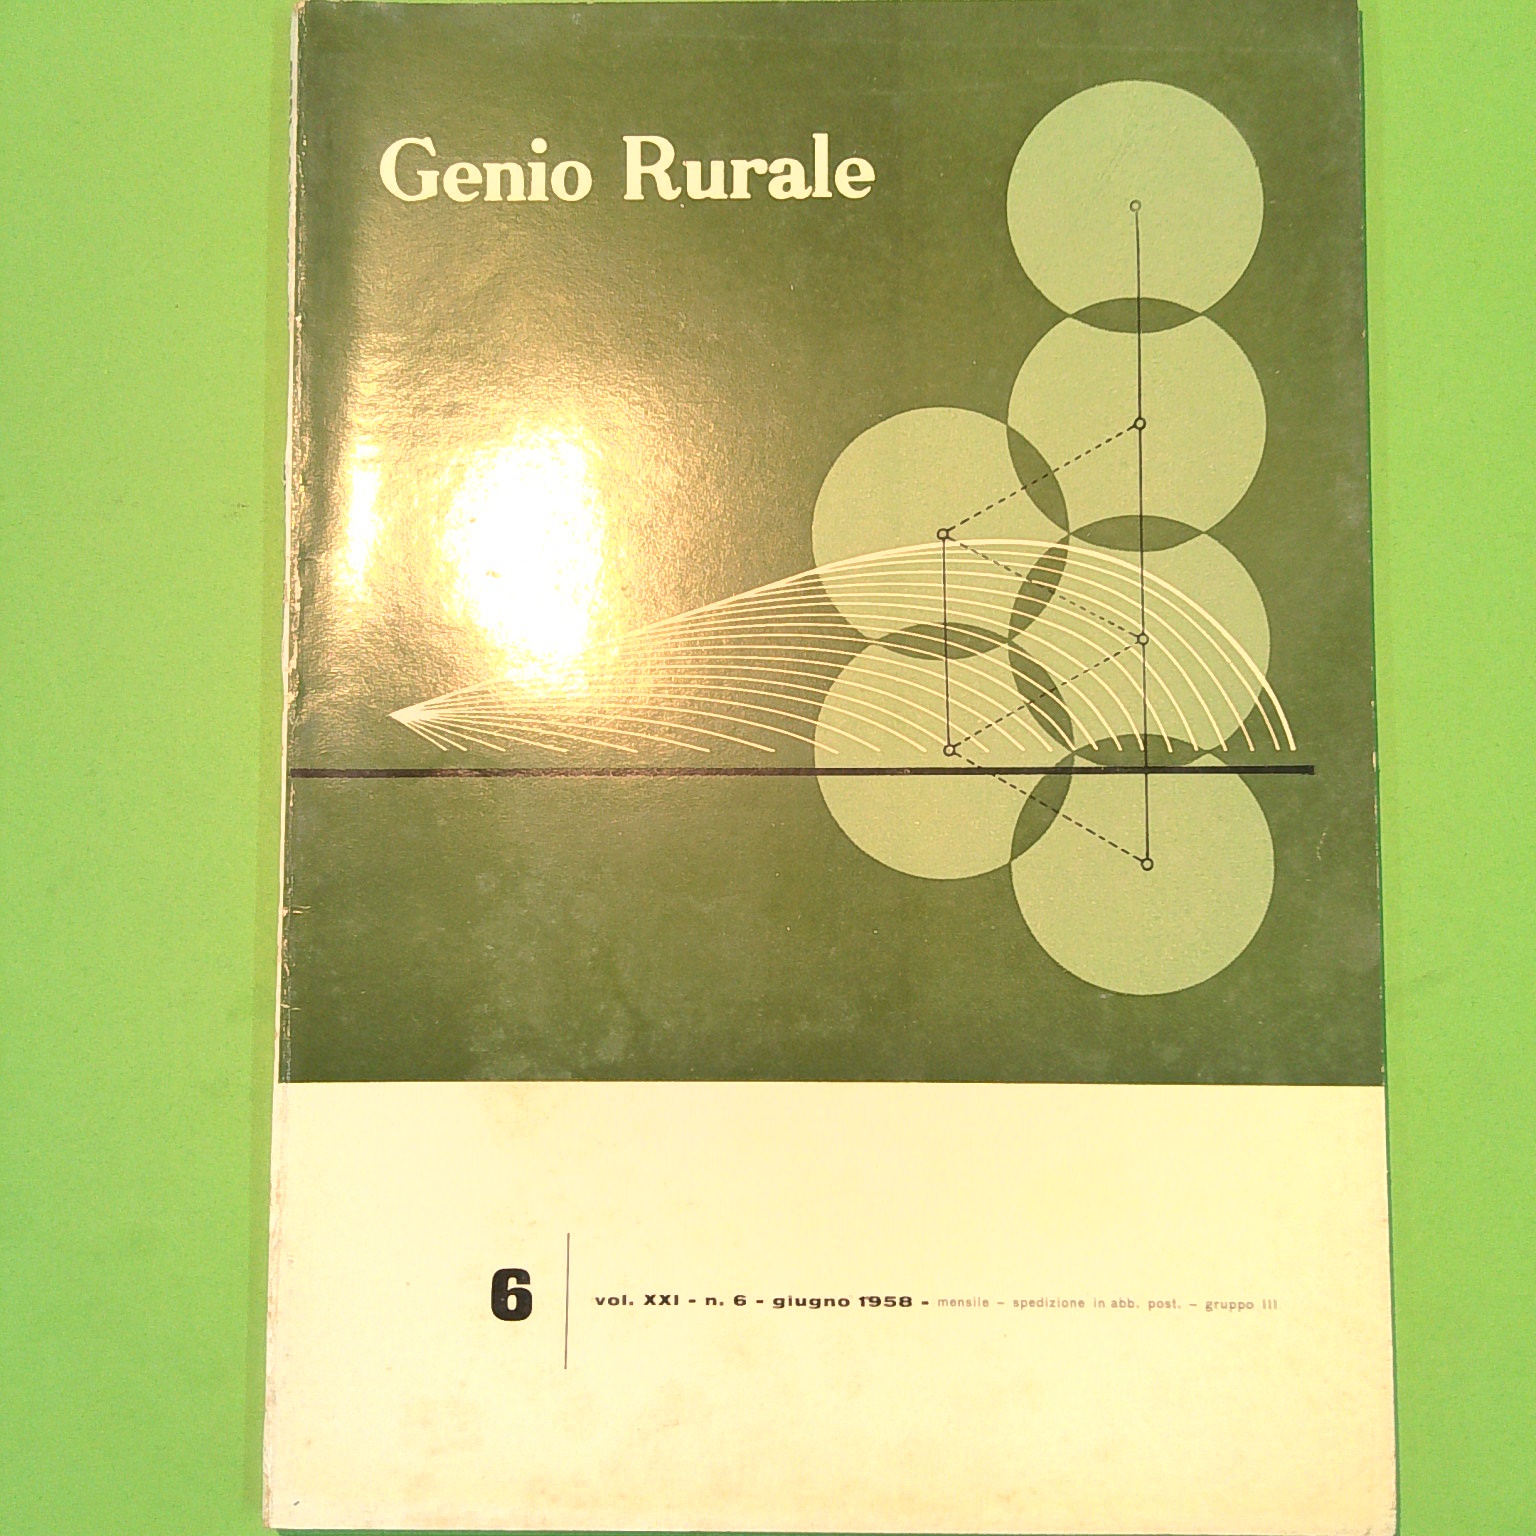 Genio Rurale
6
vol. XXI - n. 6 - giugno 1958 - mensile - spedizione in abb. post. - gruppo III